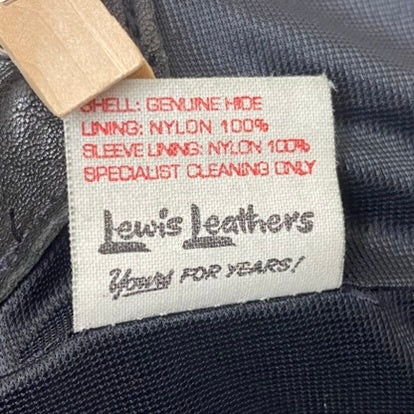 SHELL: GENUINE HIDE
LINING: NYLON 100%
SLEEVE LINING: NYLON 100%
SPECIALIST CLEANING ONLY
Lewis Leathers
Yours FOR YEARS!